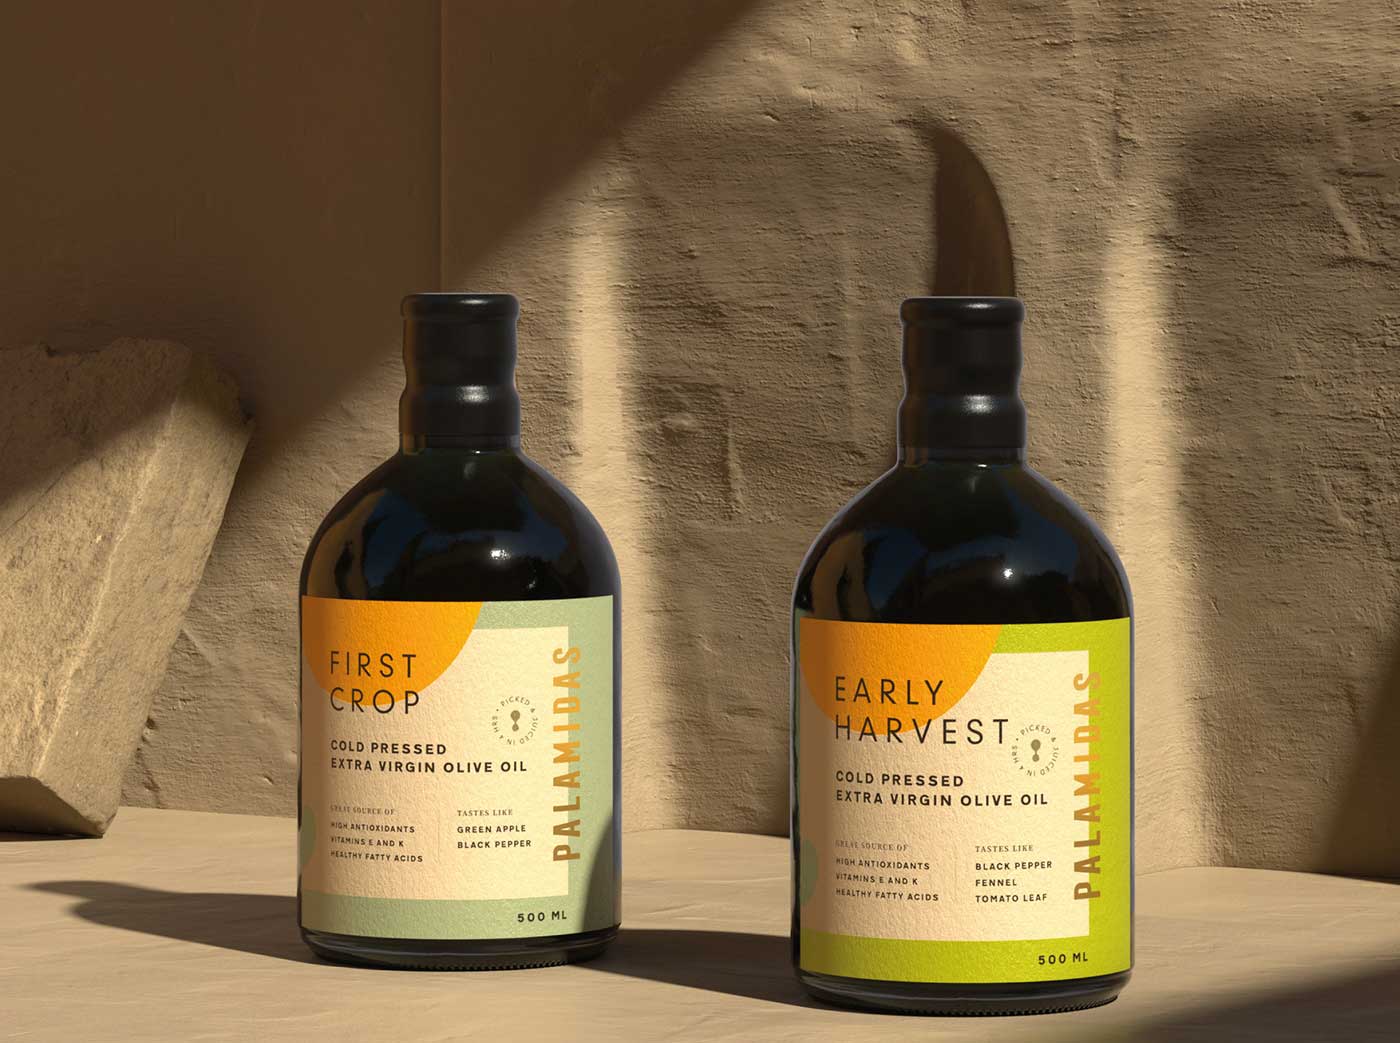 FIRST
CROP
PICKED & JUICED IN 4 HRS •
COLD PRESSED
EXTRA VIRGIN OLIVE OIL
GREAT SOURCE OF
HIGH ANTIOXIDANTS
VITAMINS E AND K
HEALTHY FATTY ACIDS
TASTES LIKE
GREEN APPLE
BLACK PEPPER
PALAMIDAS
500 ML
EARLY
HARVEST
PICKED & JUICED IN 4 HRS •
COLD PRESSED
EXTRA VIRGIN OLIVE OIL
GREAT SOURCE OF
HIGH ANTIOXIDANTS
VITAMINS E AND K
HEALTHY FATTY ACIDS
TASTES LIKE
BLACK PEPPER
FENNEL
TOMATO LEAF
PALAMIDAS
500 ML